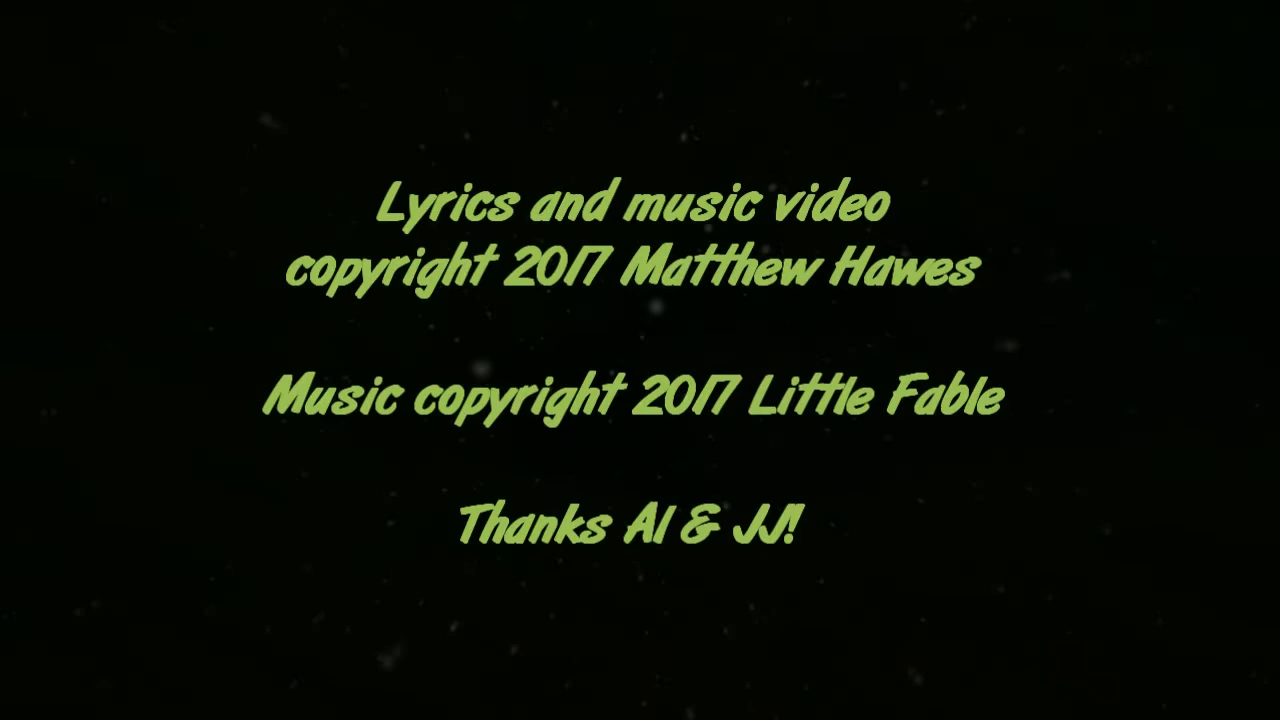 Lyrics and music video
copyright 2017 Matthew Hawes
Music copyright 2017 Little Fable
Thanks Al & JJ!